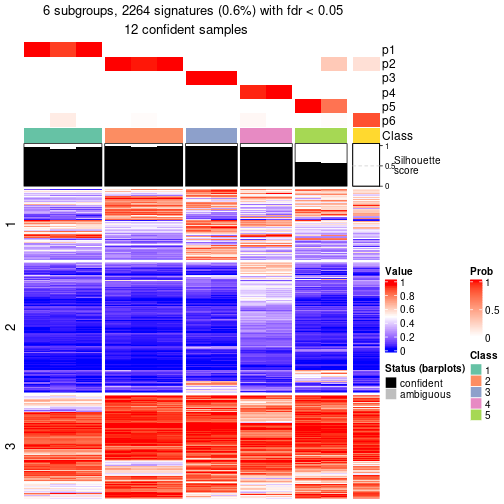 6 subgroups, 2264 signatures (0.6%) with fdr < 0.05
12 confident samples
p1
p2
p3
p4
p5
p6
Class
1
0.5
0
Silhouette
score
1
2
3
Value
1
0.8
0.6
0.4
0.2
0
Status (barplots)
confident
ambiguous
Prob
1
0.5
0
Class
1
2
3
4
5